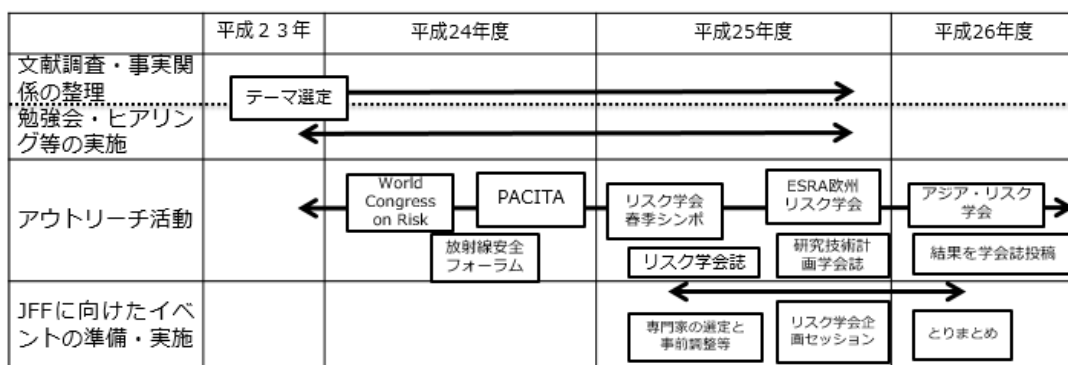 平成２３年
平成24年度
平成25年度
平成26年度
文献調査・事実関
係の整理
テーマ選定
勉強会・ヒアリン
グ等の実施
アウトリーチ活動
World
Congress
on Risk
PACITA
リスク学会
春季シンポ
ESRA欧州
リスク学会
アジア・リスク
学会
放射線安全
フォーラム
リスク学会誌
研究技術計
画学会誌
結果を学会誌投稿
JFFに向けたイベ
ントの準備・実施
専門家の選定と
事前調整等
リスク学会企
画セッション
とりまとめ